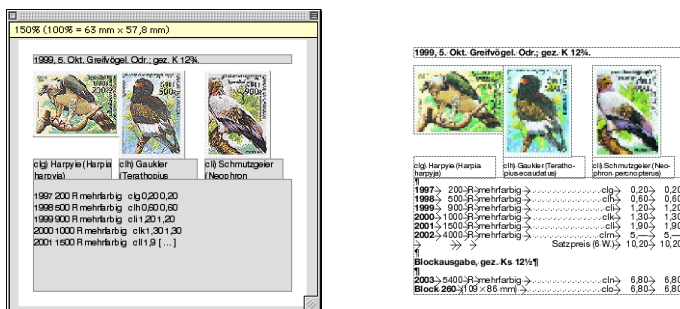 150% (100% = 63 mm × 57,8 mm)
1999, 5. Okt. Greifvögel. Odr.; gez. K 12¾.
200R
500R
900R
clg) Harpyie (Harpia
harpyia)
clh) Gaukler
(Terathopius
cli) Schmutzgeier
(Neophron
1997 200 R mehrfarbig clg 0,20 0,20
1998 500 R mehrfarbig clh 0,60 0,60
1999 900 R mehrfarbig cli 1,20 1,20
2000 1000 R mehrfarbig clk 1,30 1,30
2001 1500 R mehrfarbig cll 1,9 [...]
1999, 5. Okt. Greifvögel. Odr.; gez. K 12¾.
clg) Harpyie (Harpia
harpyja)
clh) Gaukler (Teratho-
pius ecaudatus)
cli) Schmutzgeier (Neo-
phron percnopterus)
¶
1997 200 R mehrfarbig clg 0,20 0,20
1998 500 R mehrfarbig clh 0,60 0,60
1999 900 R mehrfarbig cli 1,20 1,20
2000 1000 R mehrfarbig clk 1,30 1,30
2001 1500 R mehrfarbig cll 1,90 1,90
2002 4000 R mehrfarbig clm 5,— 5,—
Satzpreis (6 W.) 10,20 10,20
¶
Blockausgabe, gez. Ks 12½¶
¶
2003 5400 R mehrfarbig cln 6,80 6,80
Block 260 (109 × 86 mm) clo 6,80 6,80